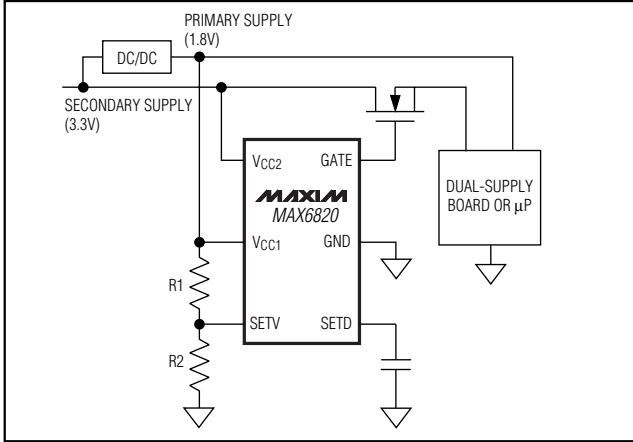 PRIMARY SUPPLY
(1.8V)
DC/DC
SECONDARY SUPPLY
(3.3V)
VCC2
GATE
MAXIM
MAX6820
DUAL-SUPPLY
BOARD OR µP
VCC1
GND
R1
SETV
SETD
R2